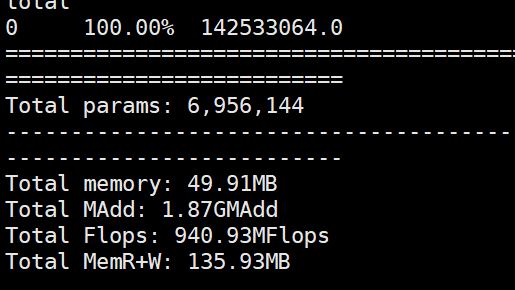 total
0     100.00%  142533064.0
=======================================
==========================
Total params: 6,956,144
---------------------------------------
--------------------------
Total memory: 49.91MB
Total MAdd: 1.87GMAdd
Total Flops: 940.93MFlops
Total MemR+W: 135.93MB